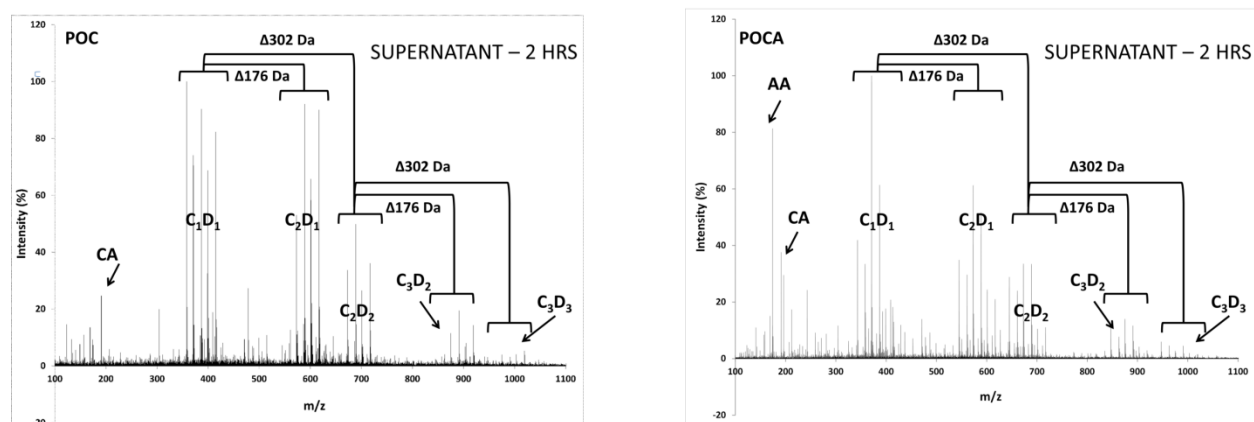 POC
SUPERNATANT – 2 HRS
Δ302 Da
Δ176 Da
Δ302 Da
Δ176 Da
C₁D₁
C₂D₁
C₂D₂
C₃D₂
C₃D₃
CA
Intensity (%)
120
100
80
60
40
20
0
-20
100 200 300 400 500 600 700 800 900 1000 1100
m/z
POCA
SUPERNATANT – 2 HRS
Δ302 Da
Δ176 Da
Δ302 Da
Δ176 Da
AA
CA
C₁D₁
C₂D₁
C₂D₂
C₃D₂
C₃D₃
Intensity (%)
120
100
80
60
40
20
0
-20
100 200 300 400 500 600 700 800 900 1000 1100
m/z